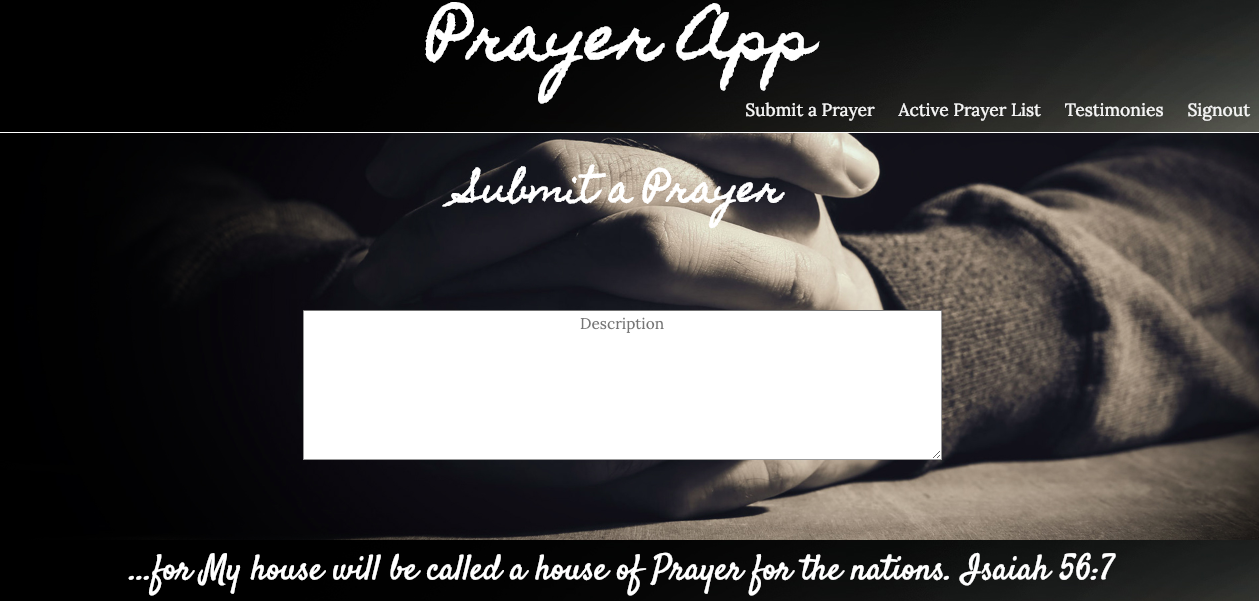 Prayer App
Submit a Prayer Active Prayer List Testimonies Signout
Submit a Prayer
Description
...for My house will be called a house of Prayer for the nations. Isaiah 56:7